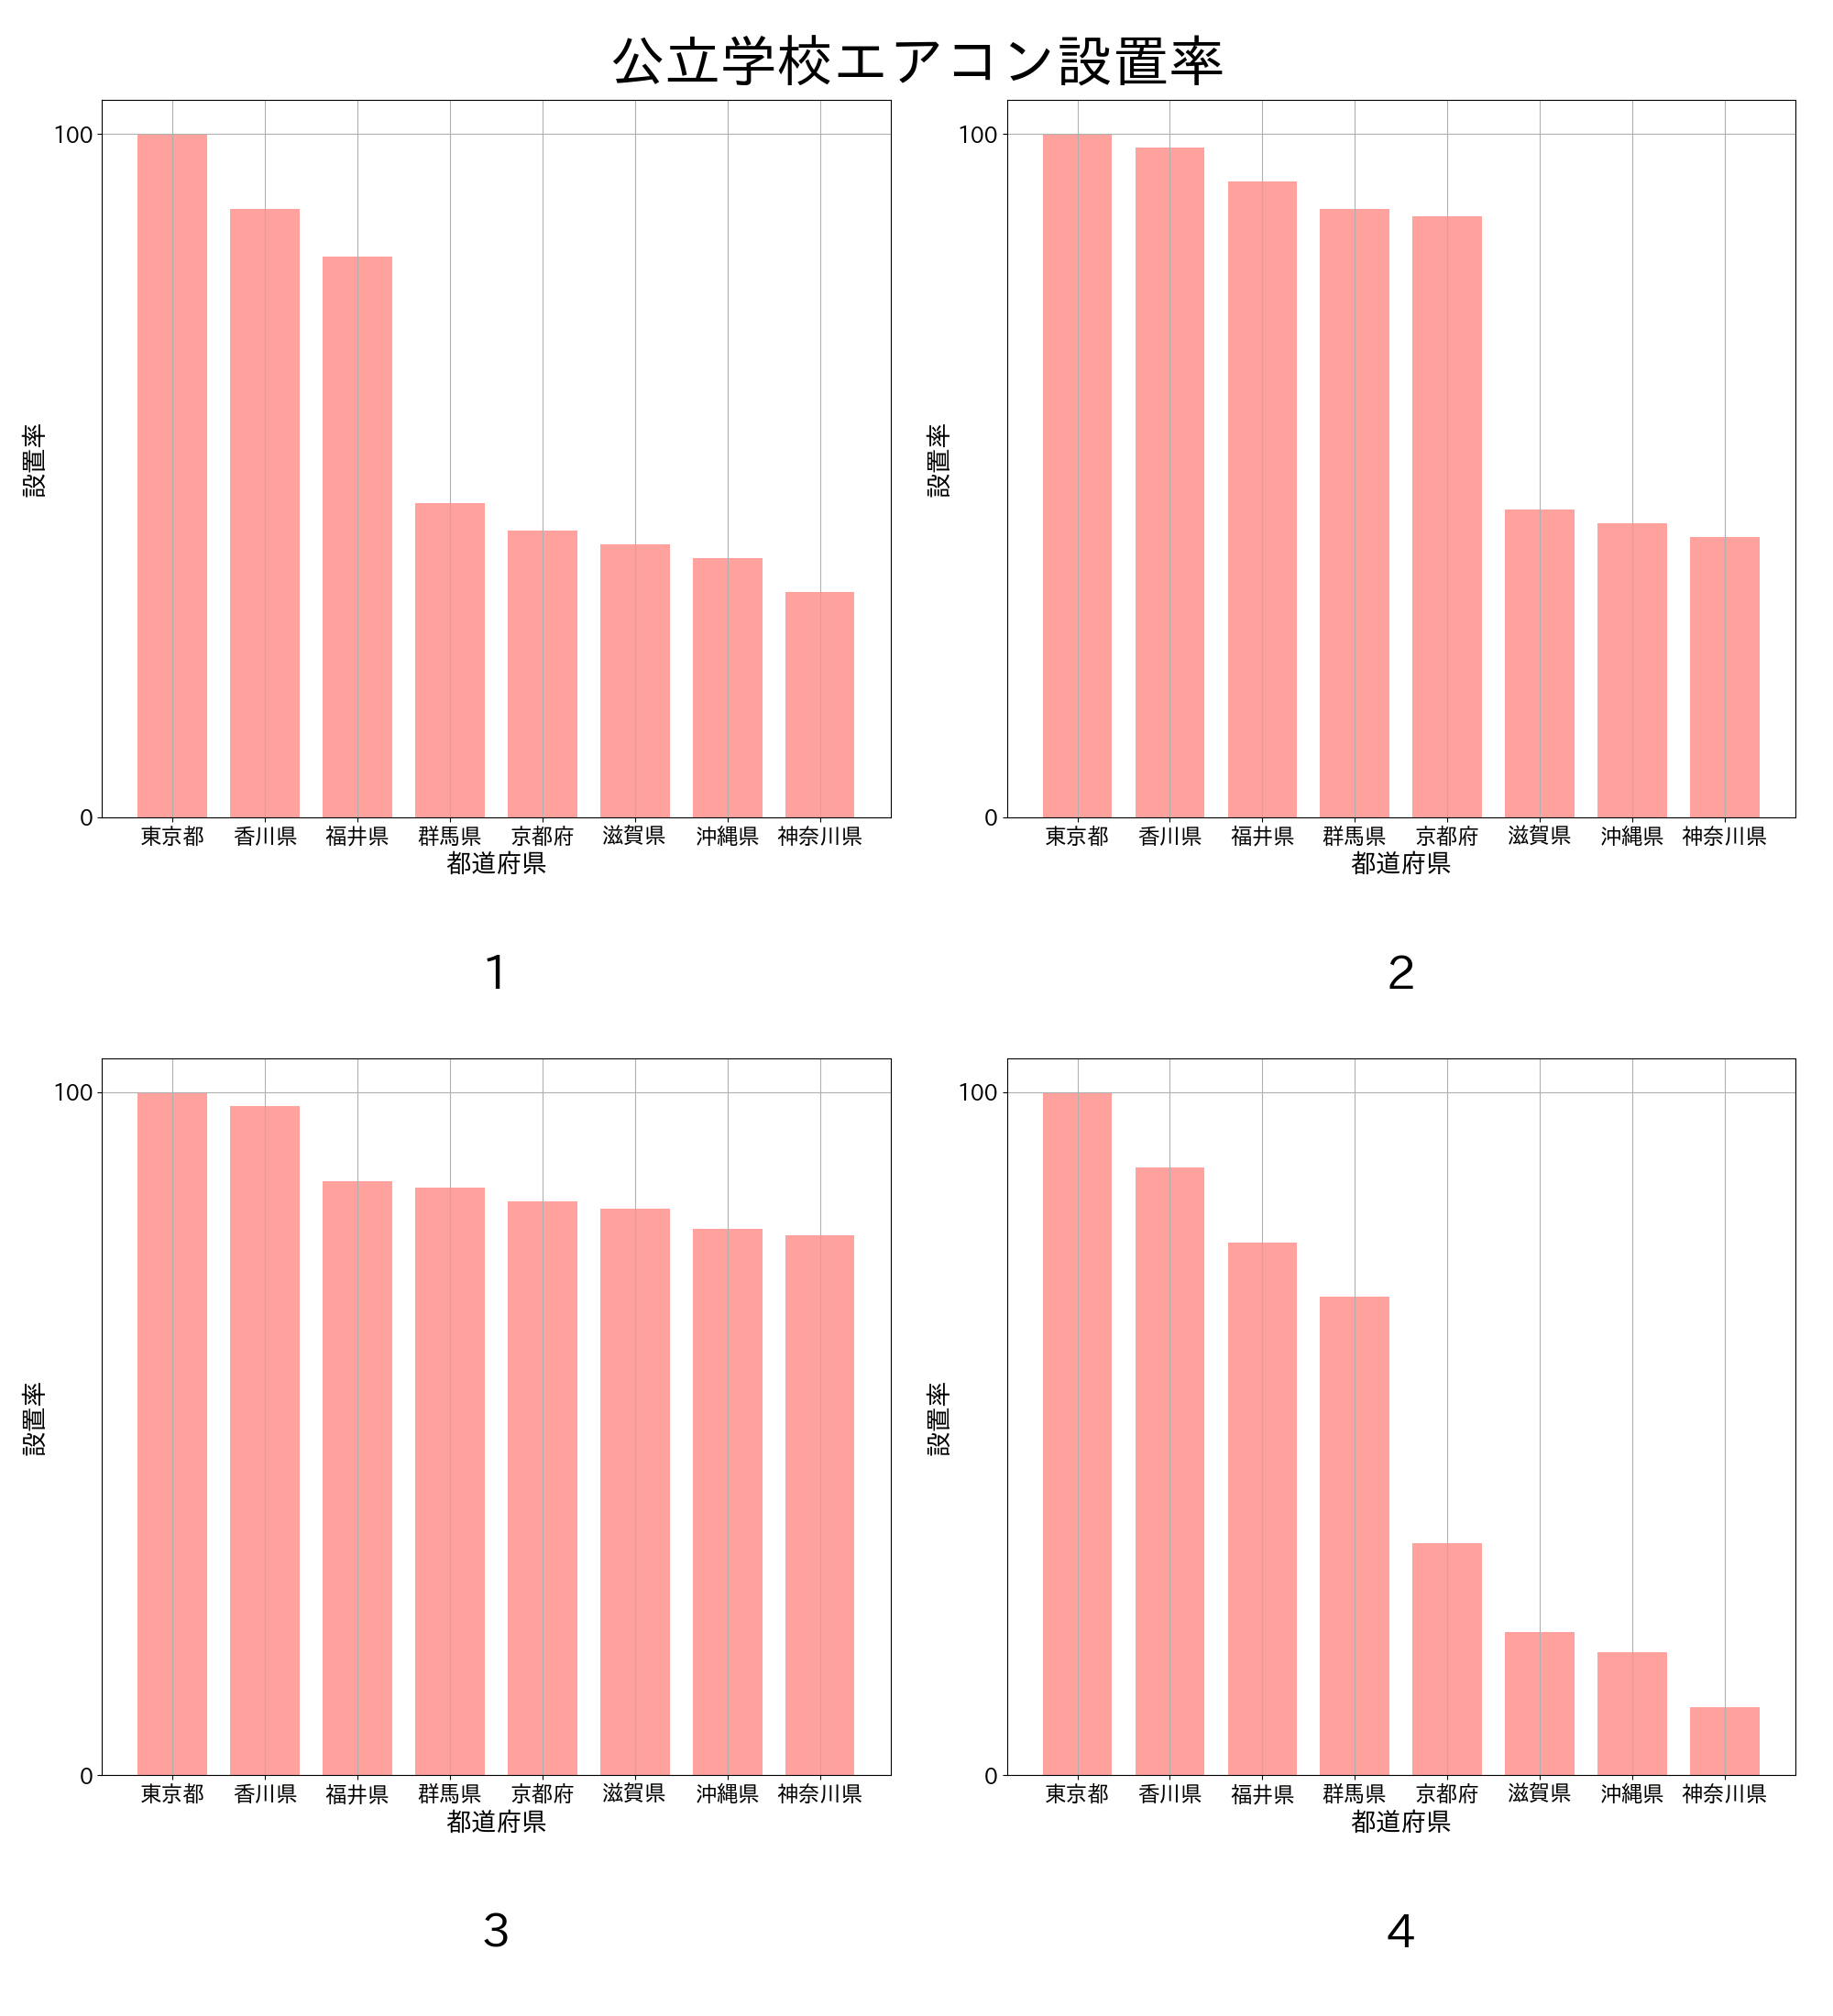 公立学校エアコン設置率
100
設置率
0
東京都 香川県 福井県 群馬県 京都府 滋賀県 沖縄県 神奈川県
都道府県
1
100
設置率
0
東京都 香川県 福井県 群馬県 京都府 滋賀県 沖縄県 神奈川県
都道府県
2
100
設置率
0
東京都 香川県 福井県 群馬県 京都府 滋賀県 沖縄県 神奈川県
都道府県
3
100
設置率
0
東京都 香川県 福井県 群馬県 京都府 滋賀県 沖縄県 神奈川県
都道府県
4